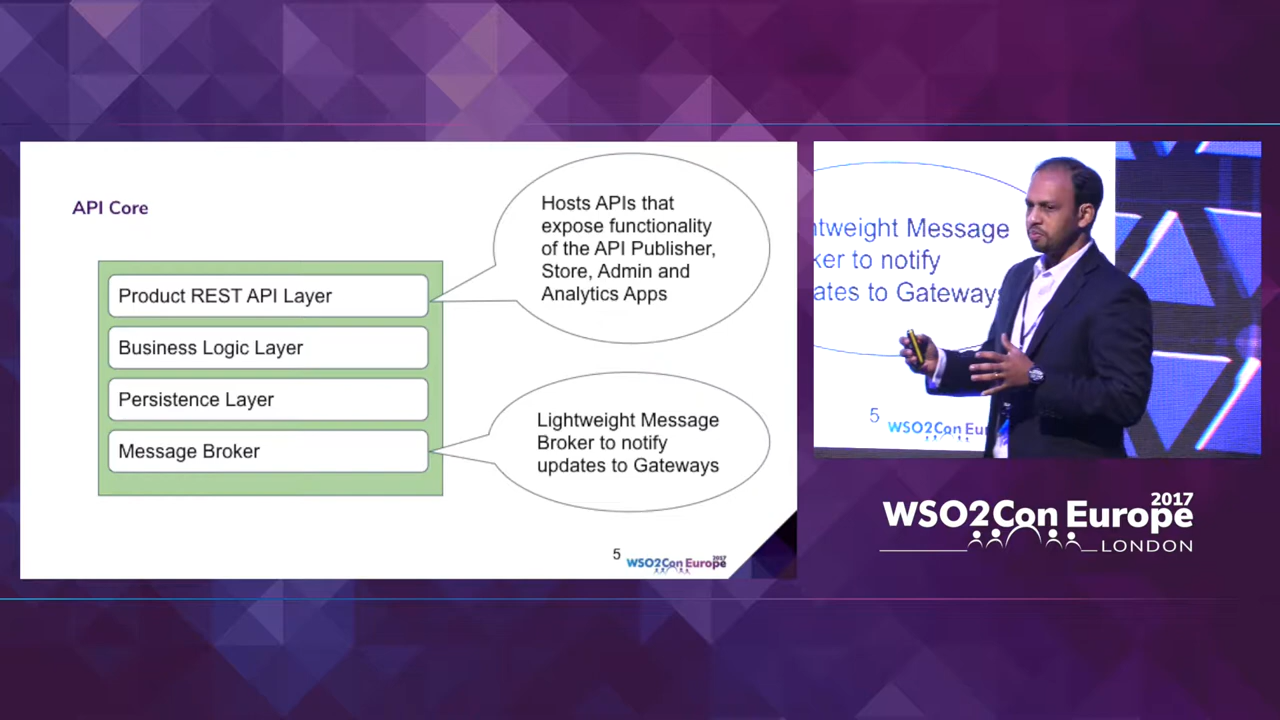 API Core
Product REST API Layer
Business Logic Layer
Persistence Layer
Message Broker
Hosts APIs that
expose functionality
of the API Publisher,
Store, Admin and
Analytics Apps
Lightweight Message
Broker to notify
updates to Gateways
5
WSO2Con Europe 2017
ntweight Message
ker to notify
ates to Gateways
5
WSO2Con Eur
WSO2Con Europe 2017
LONDON